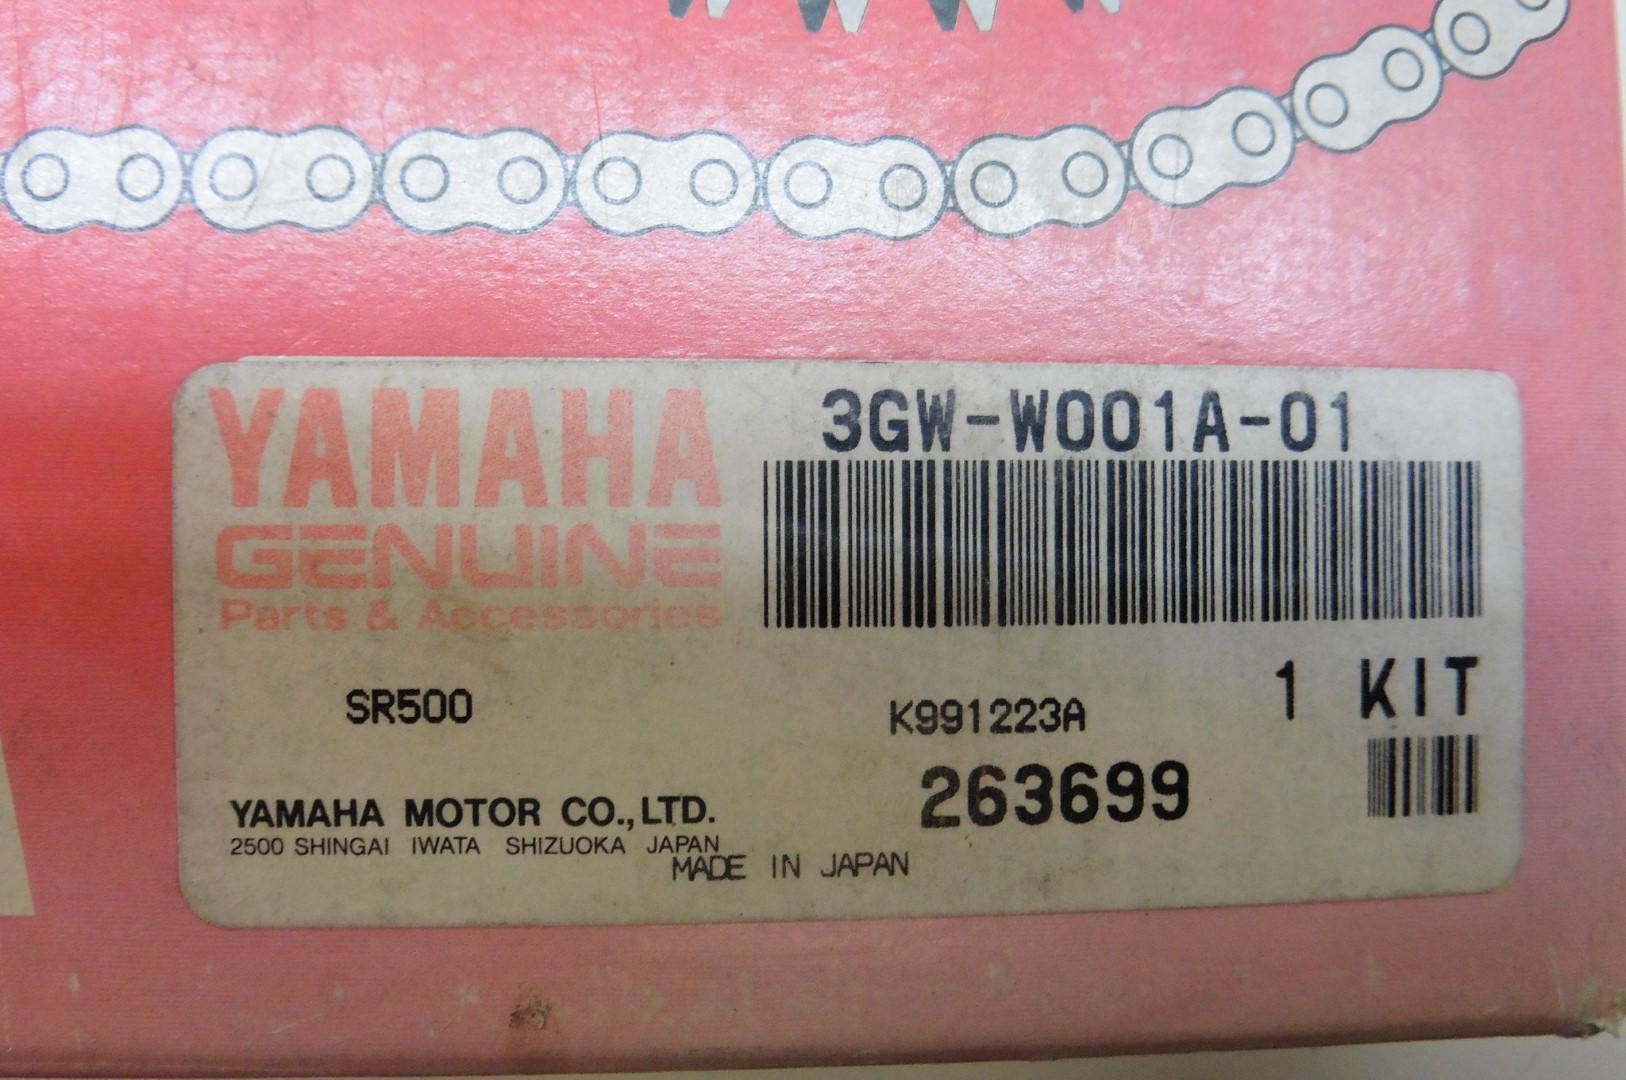 YAMAHA
GENUINE
Parts & Accessories
3GW-W001A-01
1 KIT
SR500
K991223A
263699
YAMAHA MOTOR CO.,LTD.
2500 SHINGAI IWATA SHIZUOKA JAPAN
MADE IN JAPAN